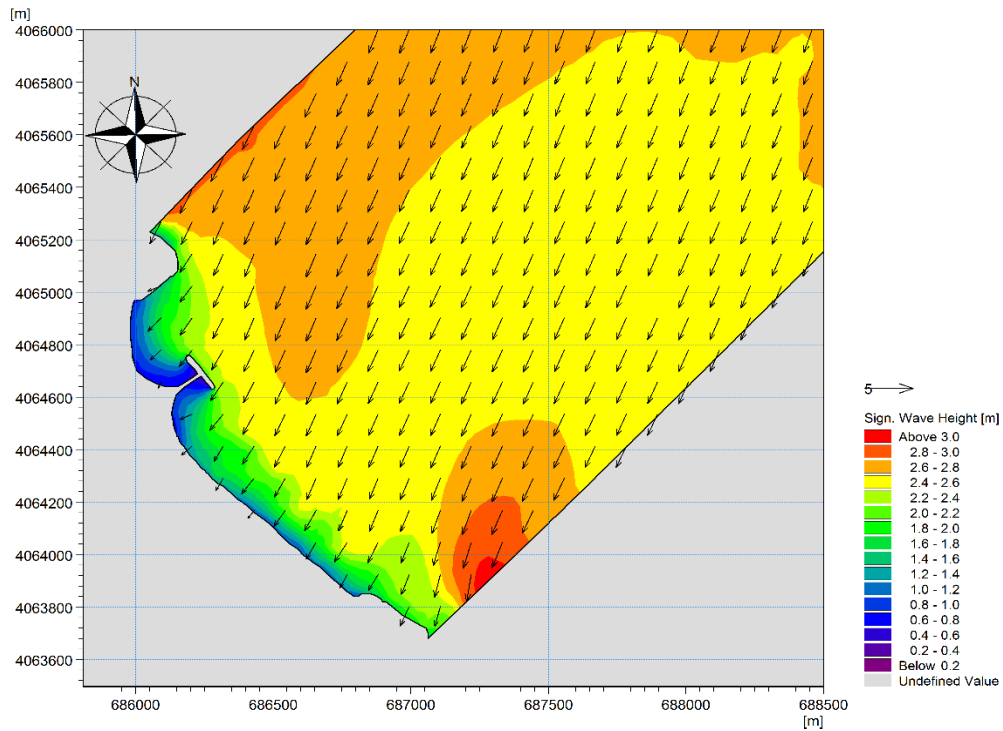 [m]
4066000
4065800
4065600
4065400
4065200
4065000
4064800
4064600
4064400
4064200
4064000
4063800
4063600
N
686000 686500 687000 687500 688000 688500
[m]
5
Sign. Wave Height [m]
Above 3.0
2.8 - 3.0
2.6 - 2.8
2.4 - 2.6
2.2 - 2.4
2.0 - 2.2
1.8 - 2.0
1.6 - 1.8
1.4 - 1.6
1.2 - 1.4
1.0 - 1.2
0.8 - 1.0
0.6 - 0.8
0.4 - 0.6
0.2 - 0.4
Below 0.2
Undefined Value